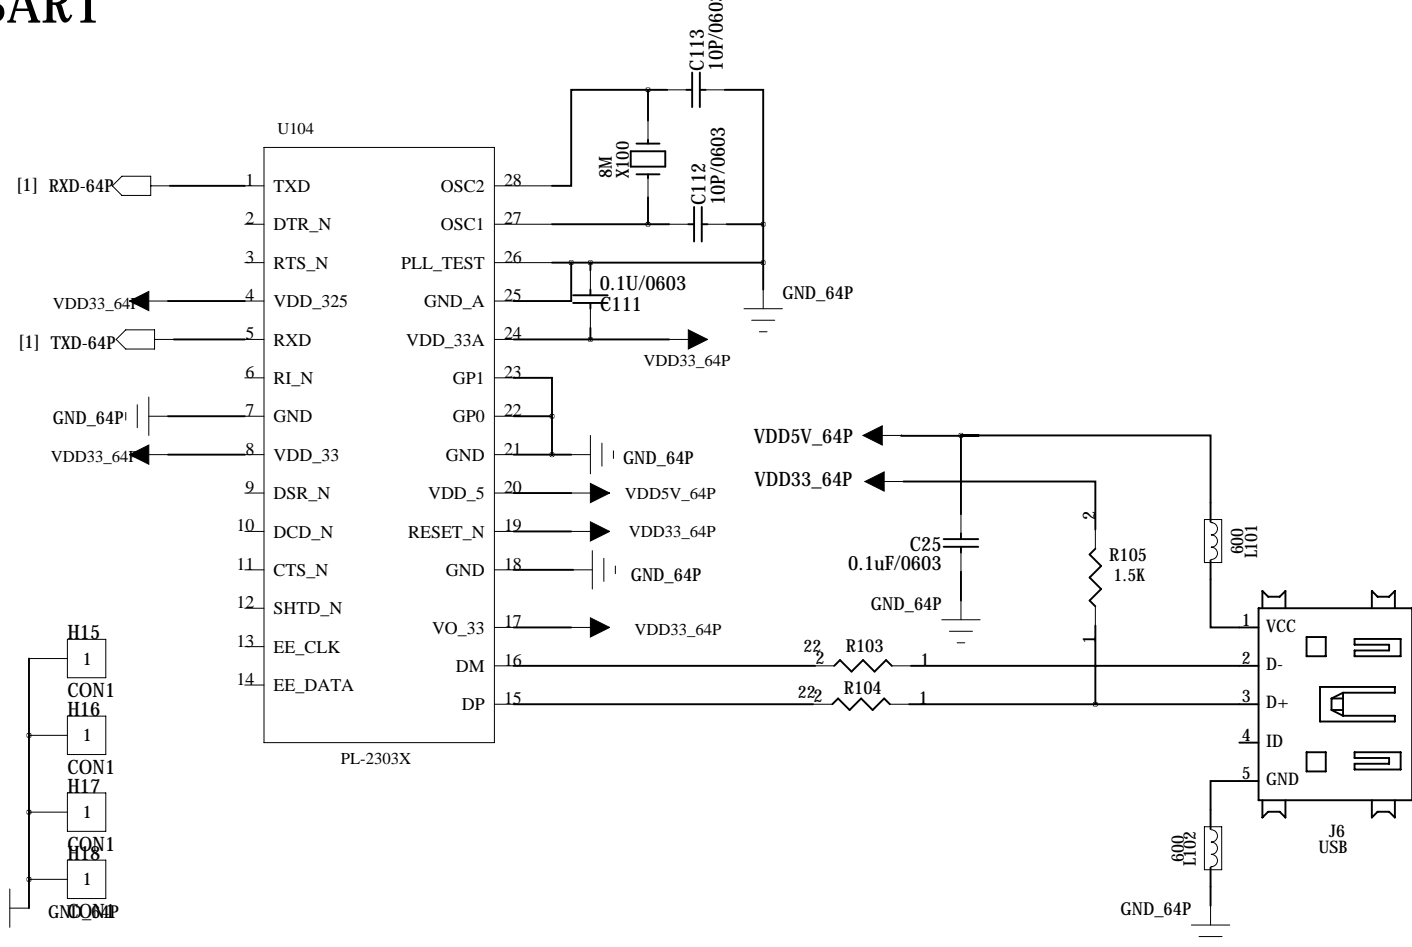 C113
10P/0603
U104
8M
X100
C112
10P/0603
[1] RXD-64P
1 TXD
OSC2 28
2 DTR_N
OSC1 27
3 RTS_N
PLL_TEST 26
0.1U/0603
C111
GND_64P
VDD33_64P
4 VDD_325
GND_A 25
[1] TXD-64P
5 RXD
VDD_33A 24
VDD33_64P
6 RI_N
GP1 23
GND_64P
7 GND
GP0 22
VDD33_64P
8 VDD_33
GND 21
GND_64P
VDD5V_64P
9 DSR_N
VDD_5 20
VDD5V_64P
VDD33_64P
10 DCD_N
RESET_N 19
VDD33_64P
11 CTS_N
GND 18
GND_64P
C25
0.1uF/0603
GND_64P
2
R105
1.5K
1
600
L101
12 SHTD_N
VO_33 17
VDD33_64P
13 EE_CLK
DM 16
22
2
R103
1
14 EE_DATA
DP 15
22
2
R104
1
1 VCC
2 D-
3 D+
4 ID
5 GND
J6
USB
PL-2303X
H15
1
CON1
H16
1
CON1
H17
1
CON1
H18
1
CON1
GND_64P
600
L102
GND_64P